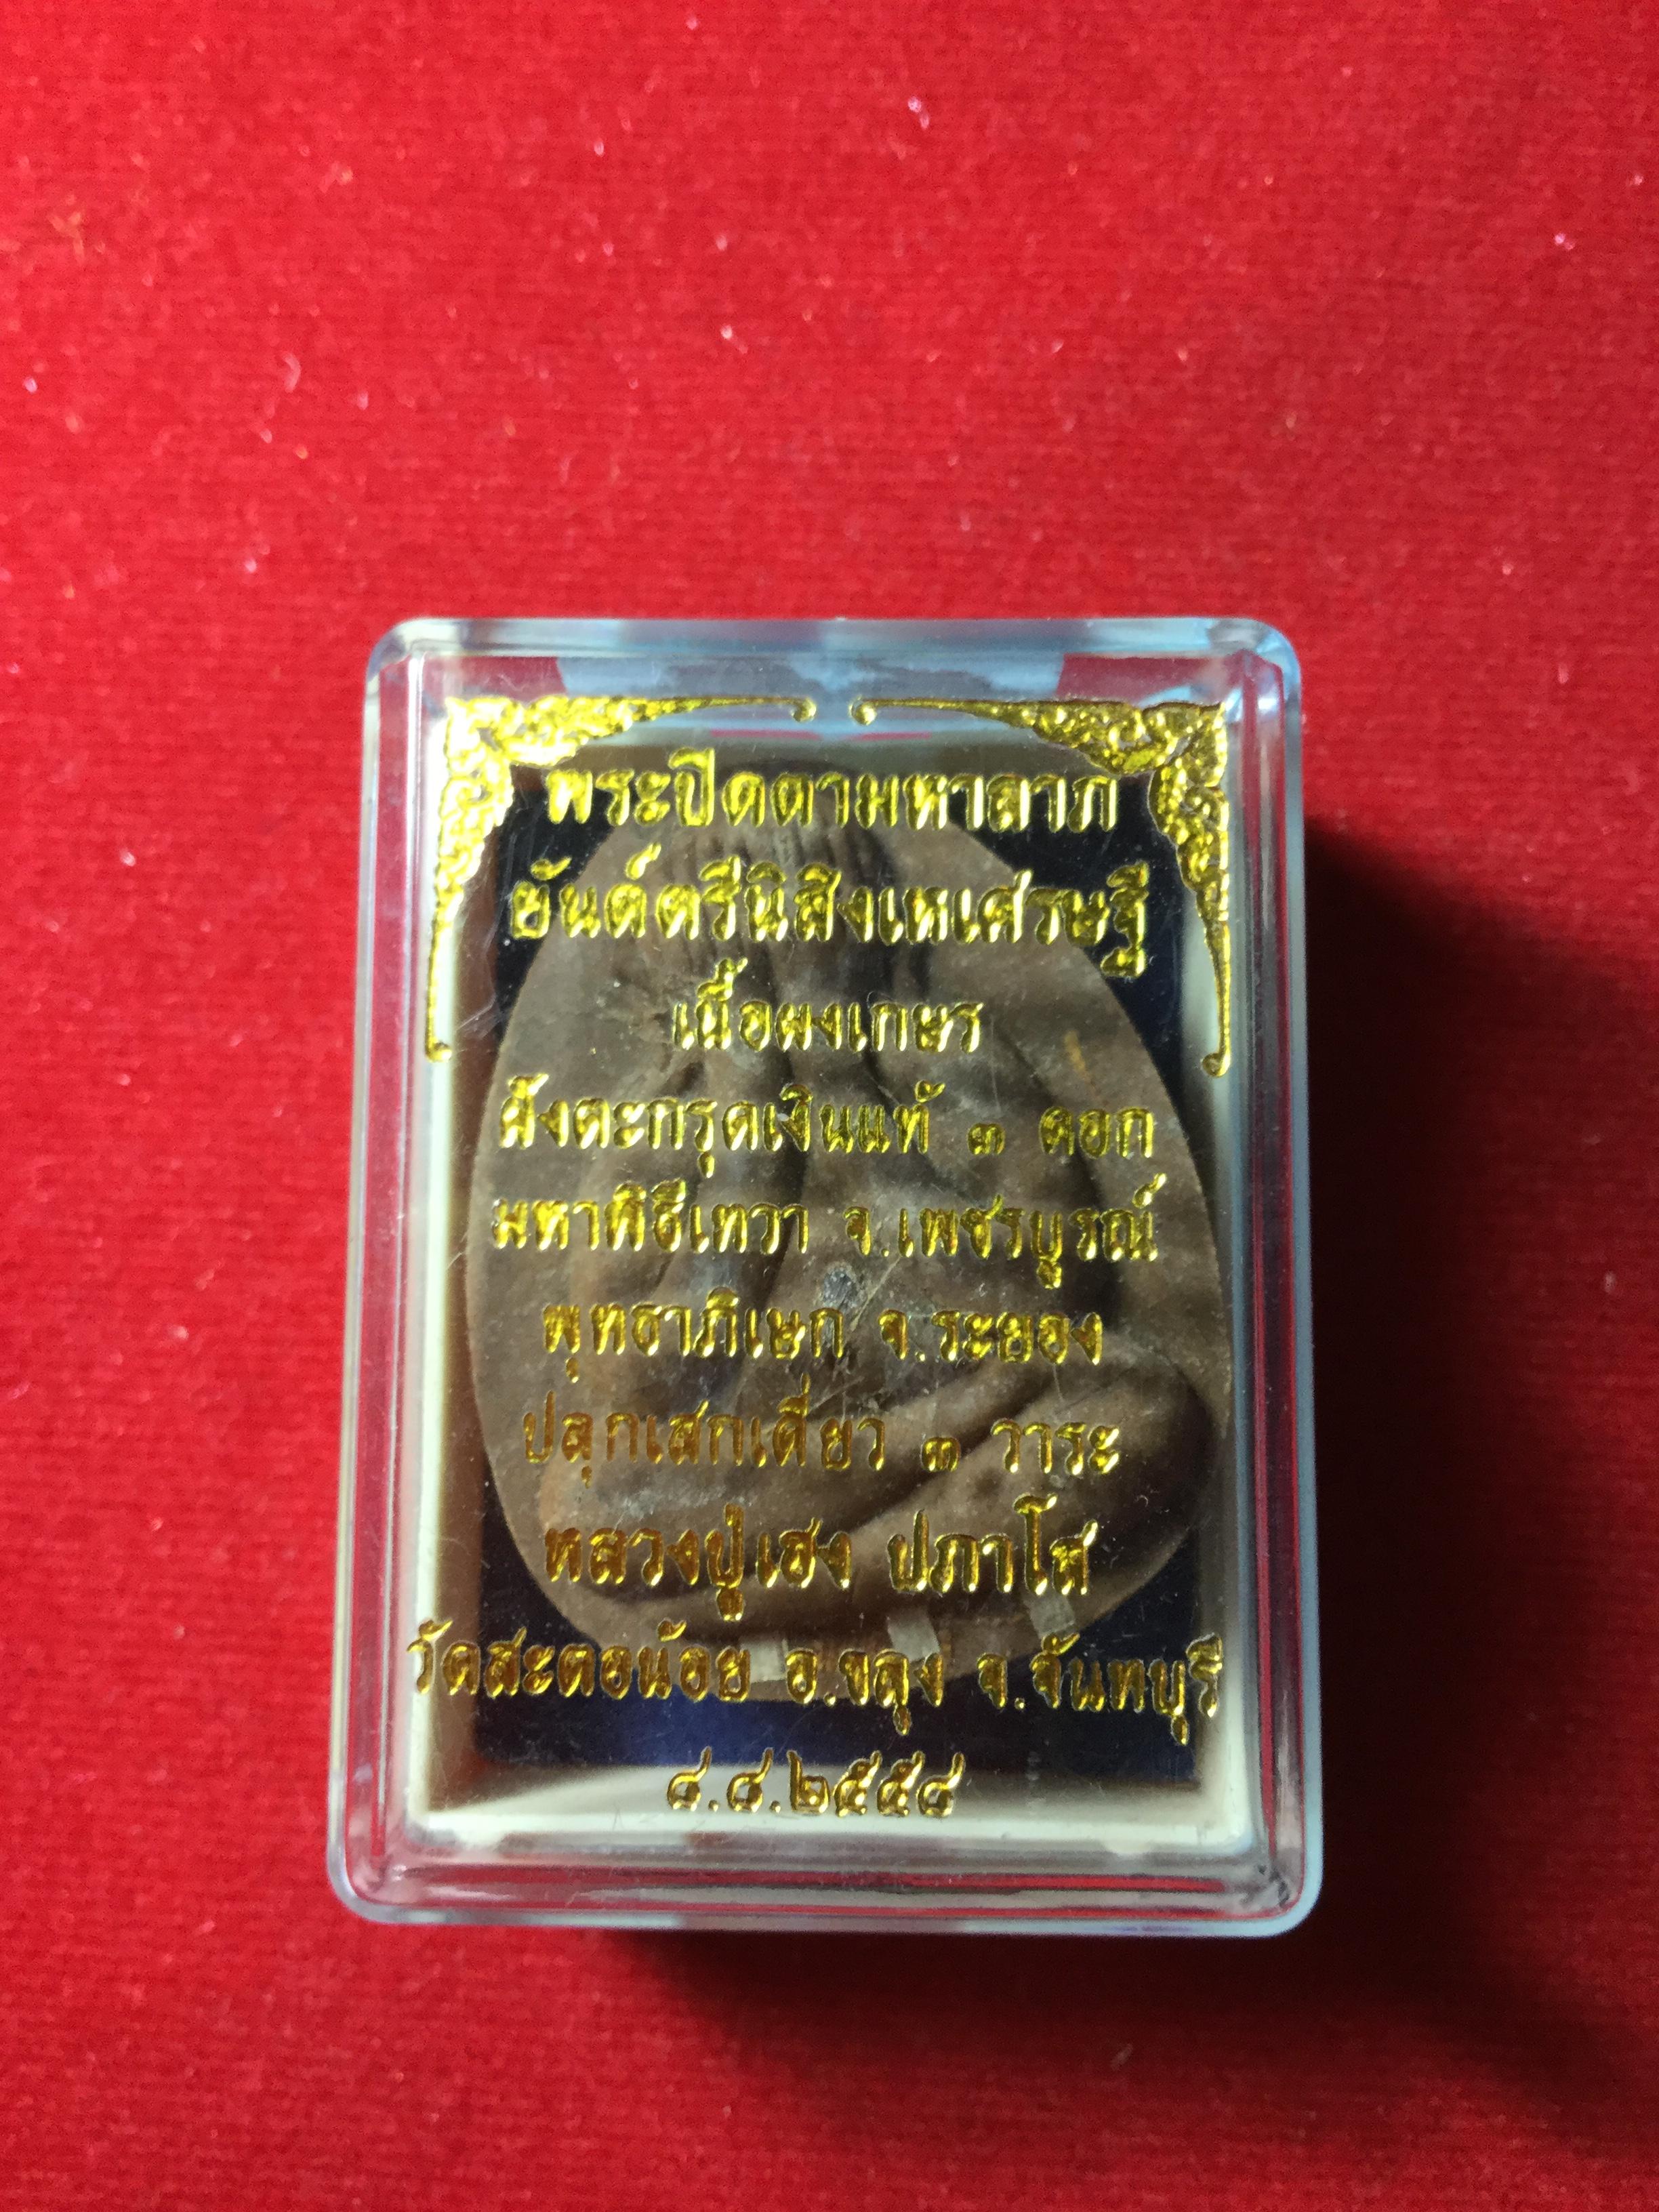 พระปิดตามหาลาภ
ยันต์ตรีนิสิงเหเศรษฐี
เนื้อผงเกษร
ฝังตะกรุดเงินแท้ ๓ ดอก
มหาพิธีเทวา จ.เพชรบูรณ์
พุทธาภิเษก จ.ระยอง
ปลุกเสกเดี่ยว ๓ วาระ
หลวงปู่เฮง ปภาโส
วัดสะตอน้อย อ.ขลุง จ.จันทบุรี
๘.๘.๒๕๕๘